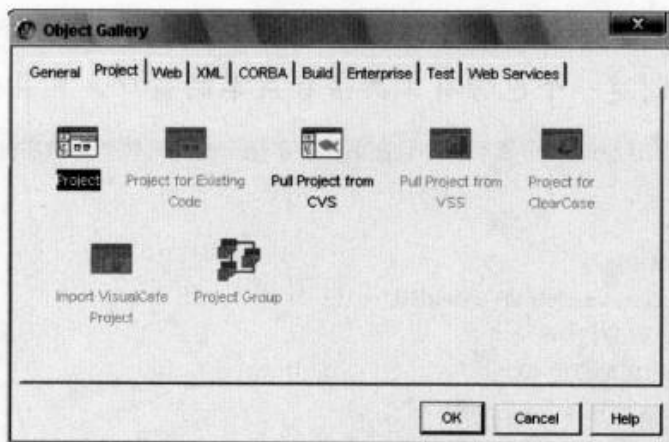 Object Gallery
General Project Web XML CORBA Build Enterprise Test Web Services
Project
Project for Existing
Code
Pull Project from
CVS
Pull Project from
VSS
Project for
ClearCase
Import VisualCafe
Project
Project Group
OK Cancel Help